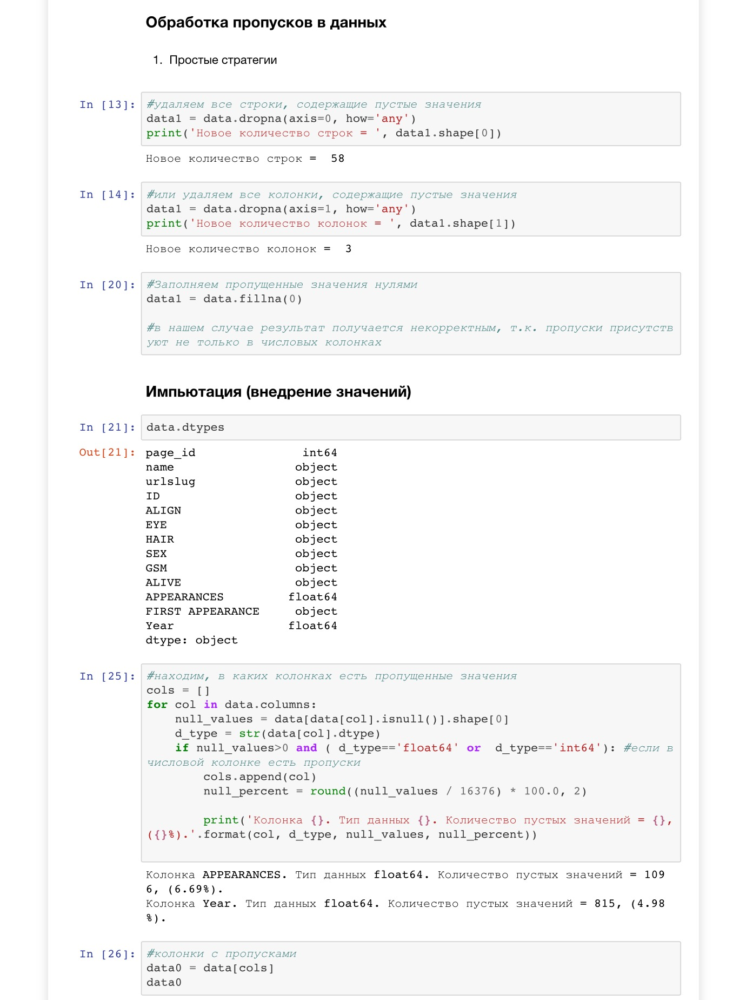 Обработка пропусков в данных
1. Простые стратегии
In [13]:
#удаляем все строки, содержащие пустые значения
data1 = data.dropna(axis=0, how='any')
print('Новое количество строк = ', data1.shape[0])
Новое количество строк =  58
In [14]:
#или удаляем все колонки, содержащие пустые значения
data1 = data.dropna(axis=1, how='any')
print('Новое количество колонок = ', data1.shape[1])
Новое количество колонок =  3
In [20]:
#Заполняем пропущенные значения нулями
data1 = data.fillna(0)
#в нашем случае результат получается некорректным, т.к. пропуски присутств
уют не только в числовых колонках
Импьютация (внедрение значений)
In [21]:
data.dtypes
Out[21]:
page_id               int64
name                 object
urlslug              object
ID                   object
ALIGN                object
EYE                  object
HAIR                 object
SEX                  object
GSM                  object
ALIVE                object
APPEARANCES         float64
FIRST APPEARANCE     object
Year                float64
dtype: object
In [25]:
#находим, в каких колонках есть пропущенные значения
cols = []
for col in data.columns:
    null_values = data[data[col].isnull()].shape[0]
    d_type = str(data[col].dtype)
    if null_values>0 and ( d_type=='float64' or  d_type=='int64'): #если в
числовой колонке есть пропуски
        cols.append(col)
        null_percent = round((null_values / 16376) * 100.0, 2)
        print('Колонка {}. Тип данных {}. Количество пустых значений = {},
({}%).'.format(col, d_type, null_values, null_percent))
Колонка APPEARANCES. Тип данных float64. Количество пустых значений = 109
6, (6.69%).
Колонка Year. Тип данных float64. Количество пустых значений = 815, (4.98
%).
In [26]:
#колонки с пропусками
data0 = data[cols]
data0